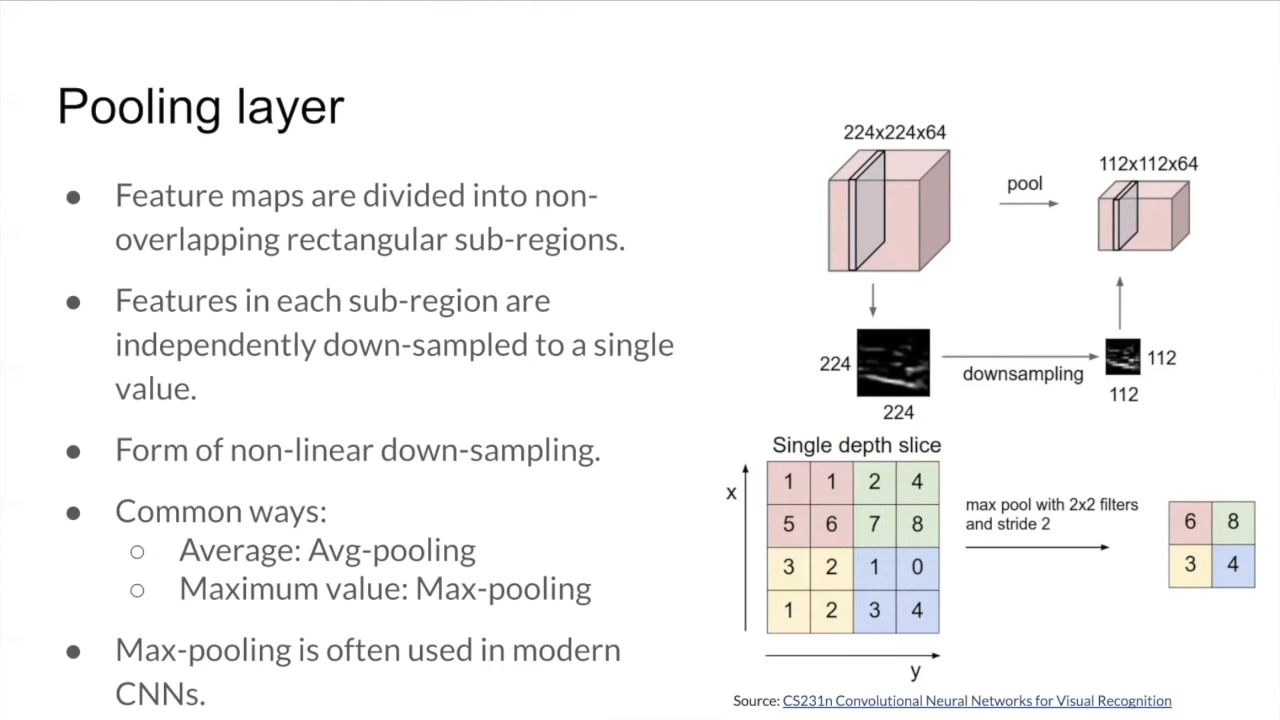 Pooling layer
● Feature maps are divided into non-
overlapping rectangular sub-regions.
● Features in each sub-region are
independently down-sampled to a single
value.
● Form of non-linear down-sampling.
● Common ways:
○ Average: Avg-pooling
○ Maximum value: Max-pooling
● Max-pooling is often used in modern
CNNs.
224x224x64
pool
112x112x64
224
224
downsampling
112
112
Single depth slice
x
1 1 2 4
5 6 7 8
3 2 1 0
1 2 3 4
y
max pool with 2x2 filters
and stride 2
6 8
3 4
Source: CS231n Convolutional Neural Networks for Visual Recognition